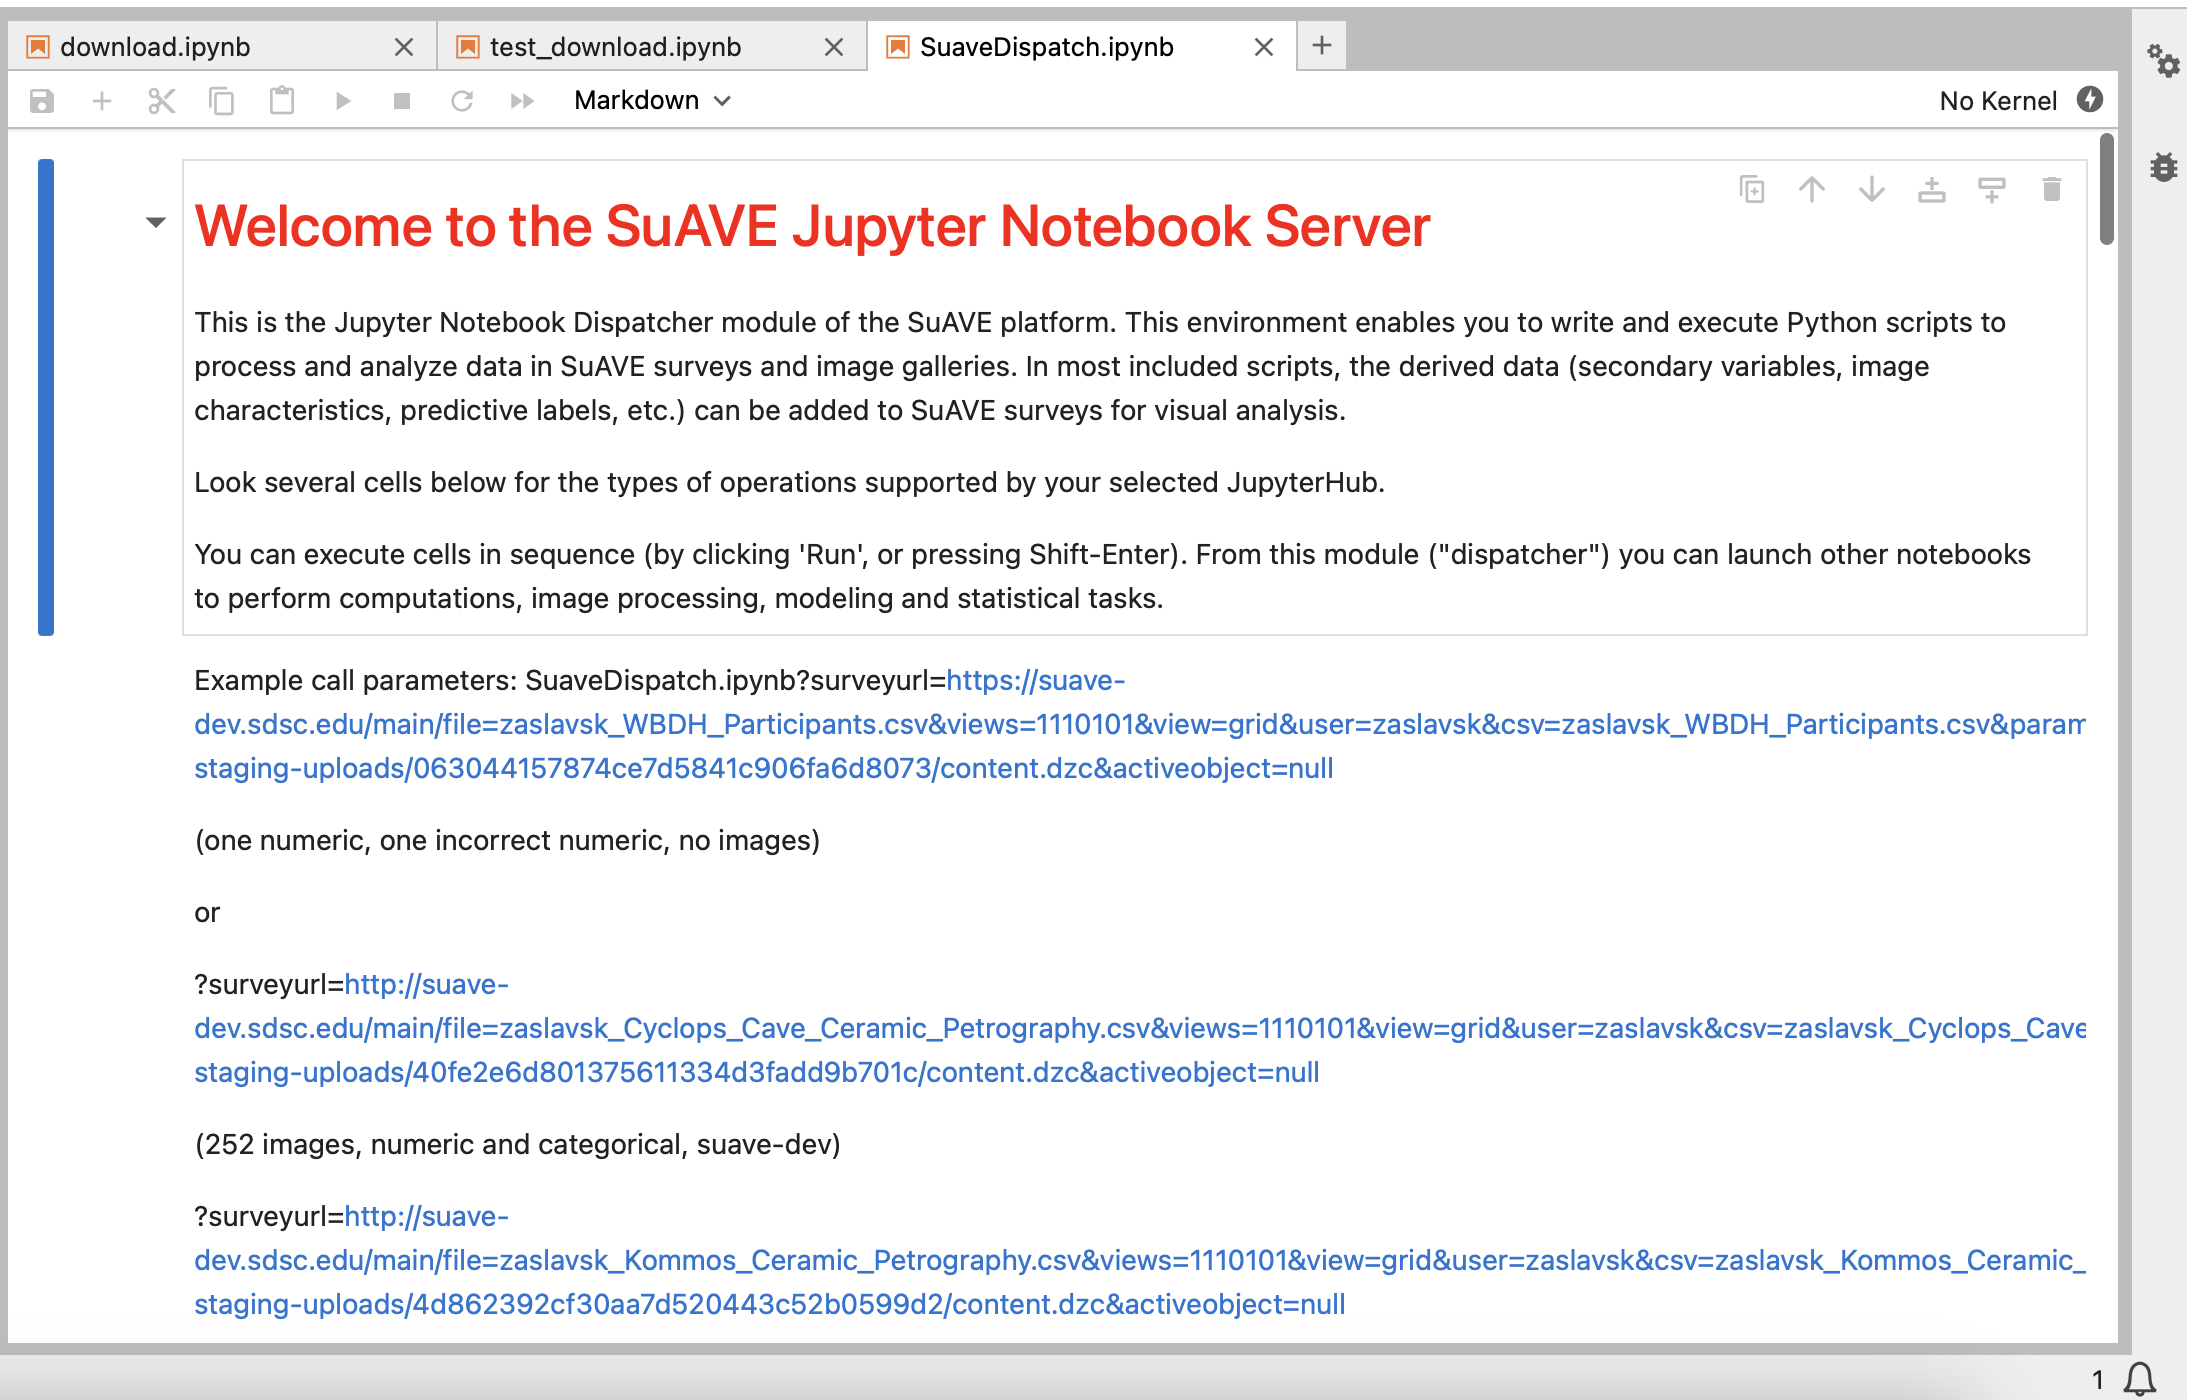 download.ipynb
test_download.ipynb
SuaveDispatch.ipynb
Markdown
No Kernel
Welcome to the SuAVE Jupyter Notebook Server
This is the Jupyter Notebook Dispatcher module of the SuAVE platform. This environment enables you to write and execute Python scripts to
process and analyze data in SuAVE surveys and image galleries. In most included scripts, the derived data (secondary variables, image
characteristics, predictive labels, etc.) can be added to SuAVE surveys for visual analysis.
Look several cells below for the types of operations supported by your selected JupyterHub.
You can execute cells in sequence (by clicking 'Run', or pressing Shift-Enter). From this module ("dispatcher") you can launch other notebooks
to perform computations, image processing, modeling and statistical tasks.
Example call parameters: SuaveDispatch.ipynb?surveyurl=https://suave-
dev.sdsc.edu/main/file=zaslavsk_WBDH_Participants.csv&views=1110101&view=grid&user=zaslavsk&csv=zaslavsk_WBDH_Participants.csv&param
staging-uploads/063044157874ce7d5841c906fa6d8073/content.dzc&activeobject=null
(one numeric, one incorrect numeric, no images)
or
?surveyurl=http://suave-
dev.sdsc.edu/main/file=zaslavsk_Cyclops_Cave_Ceramic_Petrography.csv&views=1110101&view=grid&user=zaslavsk&csv=zaslavsk_Cyclops_Cave
staging-uploads/40fe2e6d801375611334d3fadd9b701c/content.dzc&activeobject=null
(252 images, numeric and categorical, suave-dev)
?surveyurl=http://suave-
dev.sdsc.edu/main/file=zaslavsk_Kommos_Ceramic_Petrography.csv&views=1110101&view=grid&user=zaslavsk&csv=zaslavsk_Kommos_Ceramic_
staging-uploads/4d862392cf30aa7d520443c52b0599d2/content.dzc&activeobject=null
1